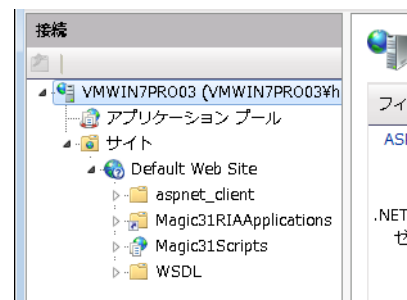 接続
VMWIN7PRO03 (VMWIN7PRO03¥h
フィ
アプリケーション プール
ASI
サイト
Default Web Site
aspnet_client
Magic31RIAApplications
.NET
Magic31Scripts
WSDL